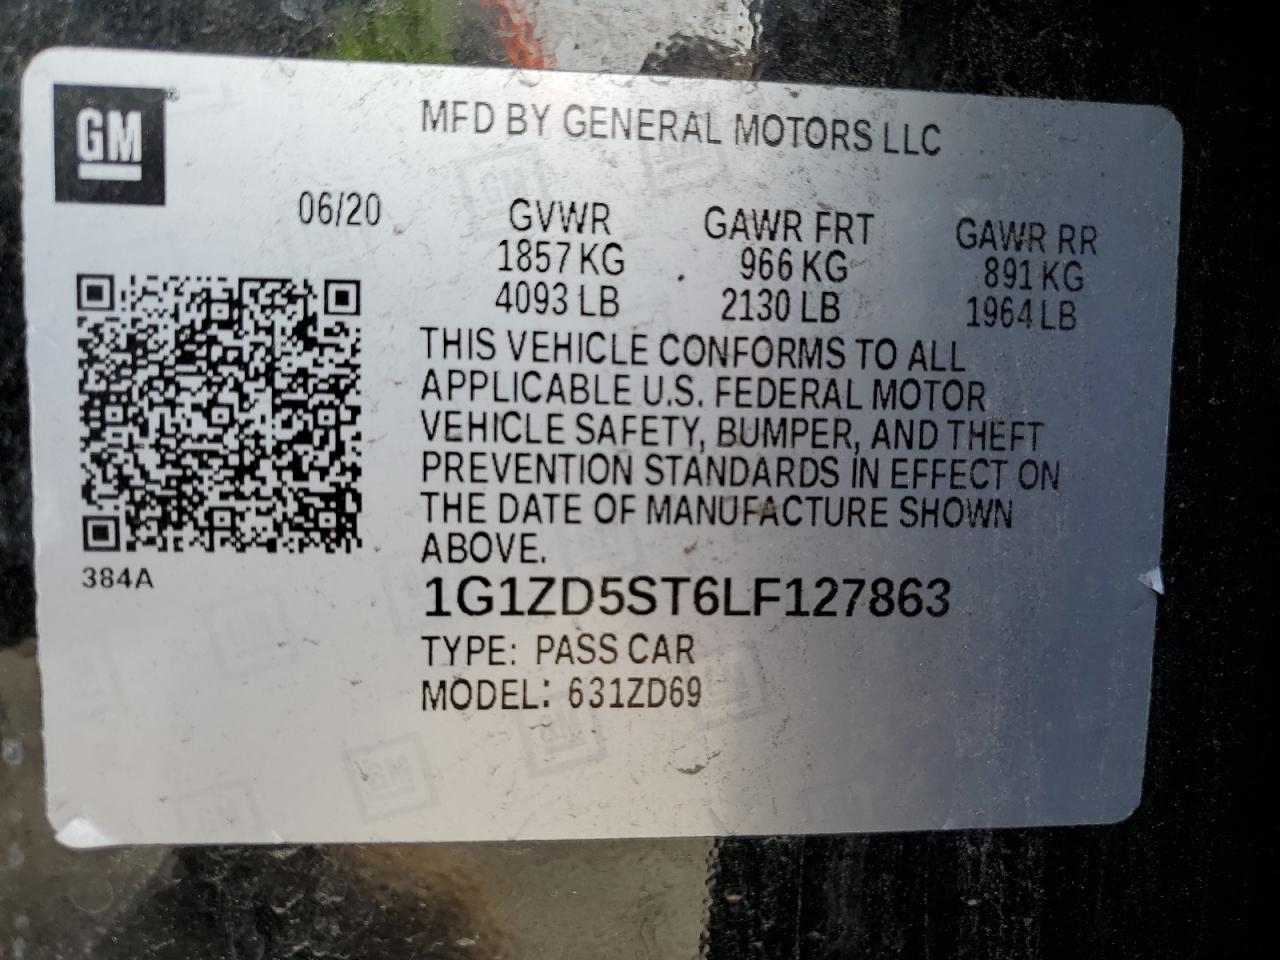 GM
MFD BY GENERAL MOTORS LLC
06/20
GVWR GAWR FRT GAWR RR
1857 KG 966 KG 891 KG
4093 LB 2130 LB 1964 LB
THIS VEHICLE CONFORMS TO ALL
APPLICABLE U.S. FEDERAL MOTOR
VEHICLE SAFETY, BUMPER, AND THEFT
PREVENTION STANDARDS IN EFFECT ON
THE DATE OF MANUFACTURE SHOWN
ABOVE.
384A
1G1ZD5ST6LF127863
TYPE: PASS CAR
MODEL: 631ZD69